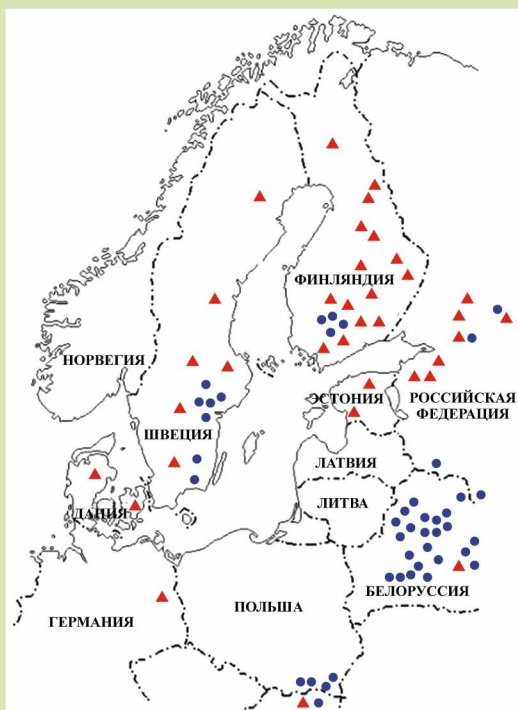 ФИНЛЯНДИЯ
НОРВЕГИЯ
ЭСТОНИЯ
РОССИЙСКАЯ
ФЕДЕРАЦИЯ
ШВЕЦИЯ
ЛАТВИЯ
ЛИТВА
ДАНИЯ
БЕЛОРУССИЯ
ПОЛЬША
ГЕРМАНИЯ